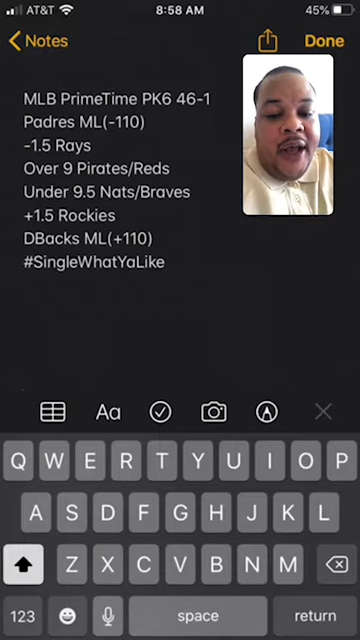 AT&T 8:58 AM 45%
Notes Done
MLB PrimeTime PK6 46-1
Padres ML(-110)
-1.5 Rays
Over 9 Pirates/Reds
Under 9.5 Nats/Braves
+1.5 Rockies
DBacks ML(+110)
#SingleWhatYaLike
Aa
Q W E R T Y U I O P
A S D F G H J K L
Z X C V B N M
123 space return